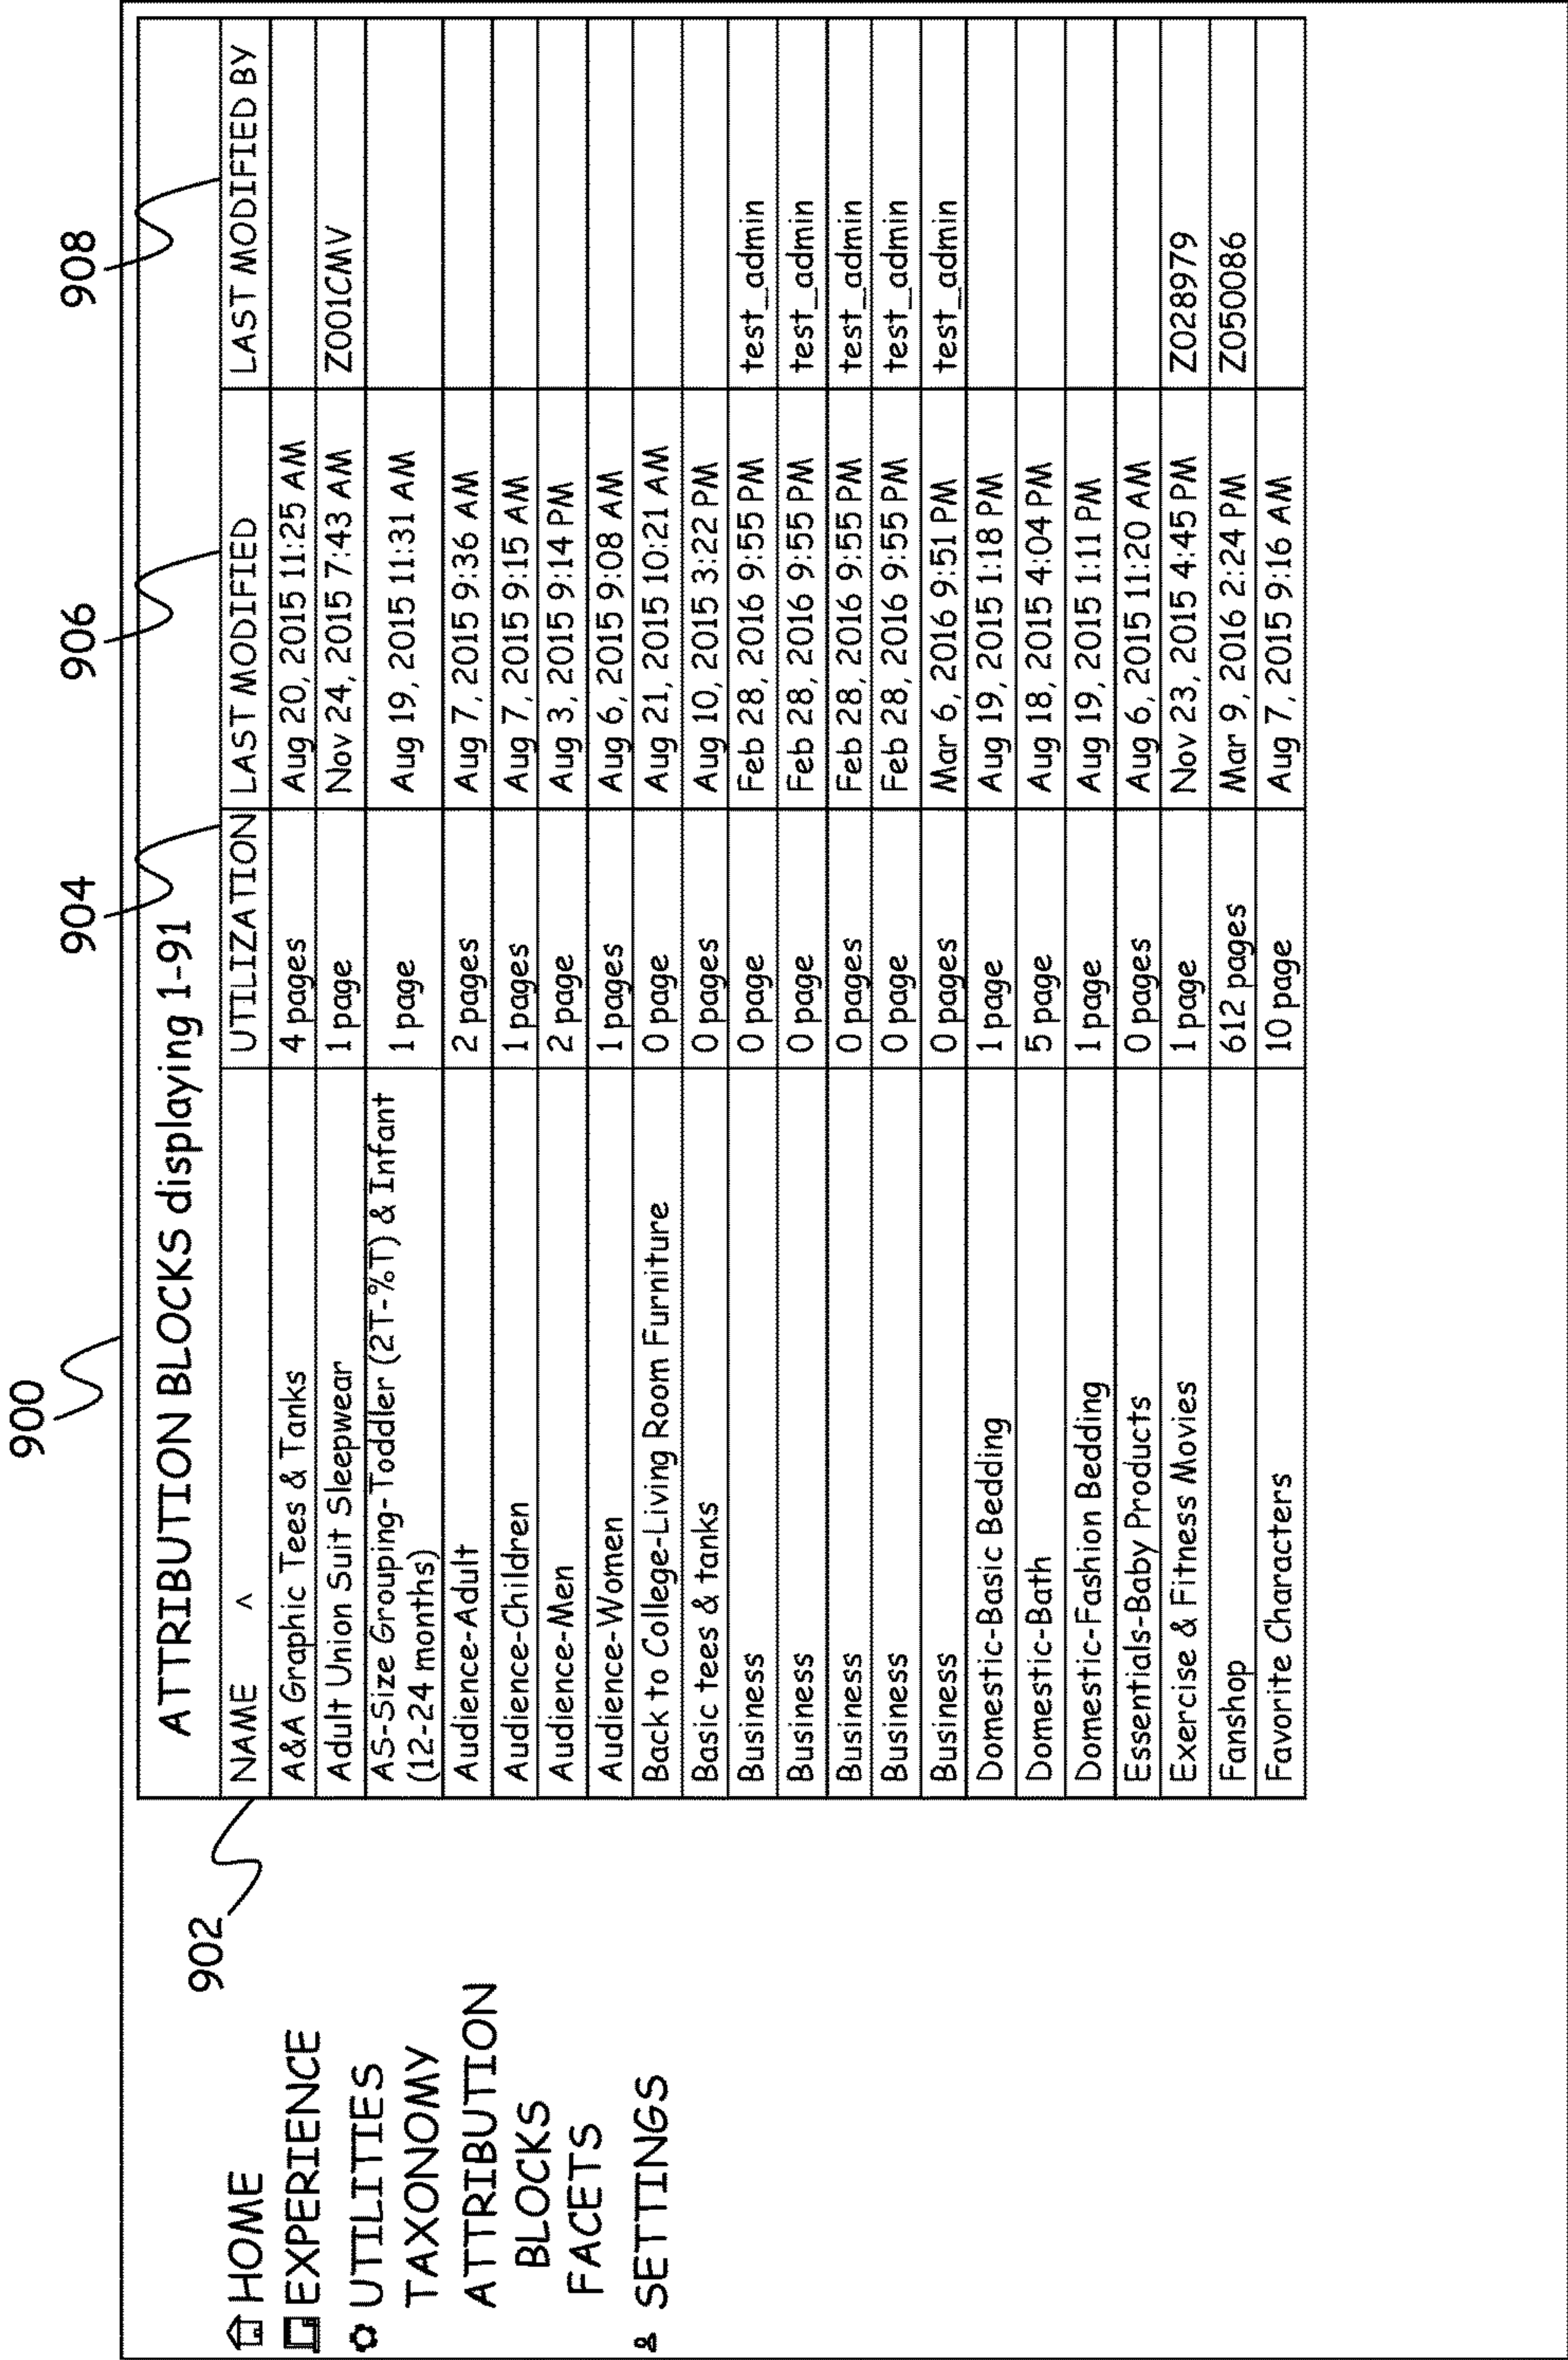 900
902
904
906
908
HOME
EXPERIENCE
UTILITIES
TAXONOMY
ATTRIBUTION
BLOCKS
FACETS
SETTINGS
ATTRIBUTION BLOCKS displaying 1-91
NAME ^ UTILIZATION LAST MODIFIED LAST MODIFIED BY
A&A Graphic Tees & Tanks 4 pages Aug 20, 2015 11:25 AM
Adult Union Suit Sleepwear 1 page Nov 24, 2015 7:43 AM Z001CMV
AS-Size Grouping-Toddler (2T-%T) & Infant
(12-24 months) 1 page Aug 19, 2015 11:31 AM
Audience-Adult 2 pages Aug 7, 2015 9:36 AM
Audience-Children 1 pages Aug 7, 2015 9:15 AM
Audience-Men 2 page Aug 3, 2015 9:14 PM
Audience-Women 1 pages Aug 6, 2015 9:08 AM
Back to College-Living Room Furniture 0 page Aug 21, 2015 10:21 AM
Basic tees & tanks 0 pages Aug 10, 2015 3:22 PM
Business 0 page Feb 28, 2016 9:55 PM test_admin
Business 0 page Feb 28, 2016 9:55 PM test_admin
Business 0 pages Feb 28, 2016 9:55 PM test_admin
Business 0 page Feb 28, 2016 9:55 PM test_admin
Business 0 pages Mar 6, 2016 9:51 PM test_admin
Domestic-Basic Bedding 1 page Aug 19, 2015 1:18 PM
Domestic-Bath 5 page Aug 18, 2015 4:04 PM
Domestic-Fashion Bedding 1 page Aug 19, 2015 1:11 PM
Essentials-Baby Products 0 pages Aug 6, 2015 11:20 AM
Exercise & Fitness Movies 1 page Nov 23, 2015 4:45 PM Z028979
Fanshop 612 pages Mar 9, 2016 2:24 PM Z050086
Favorite Characters 10 page Aug 7, 2015 9:16 AM